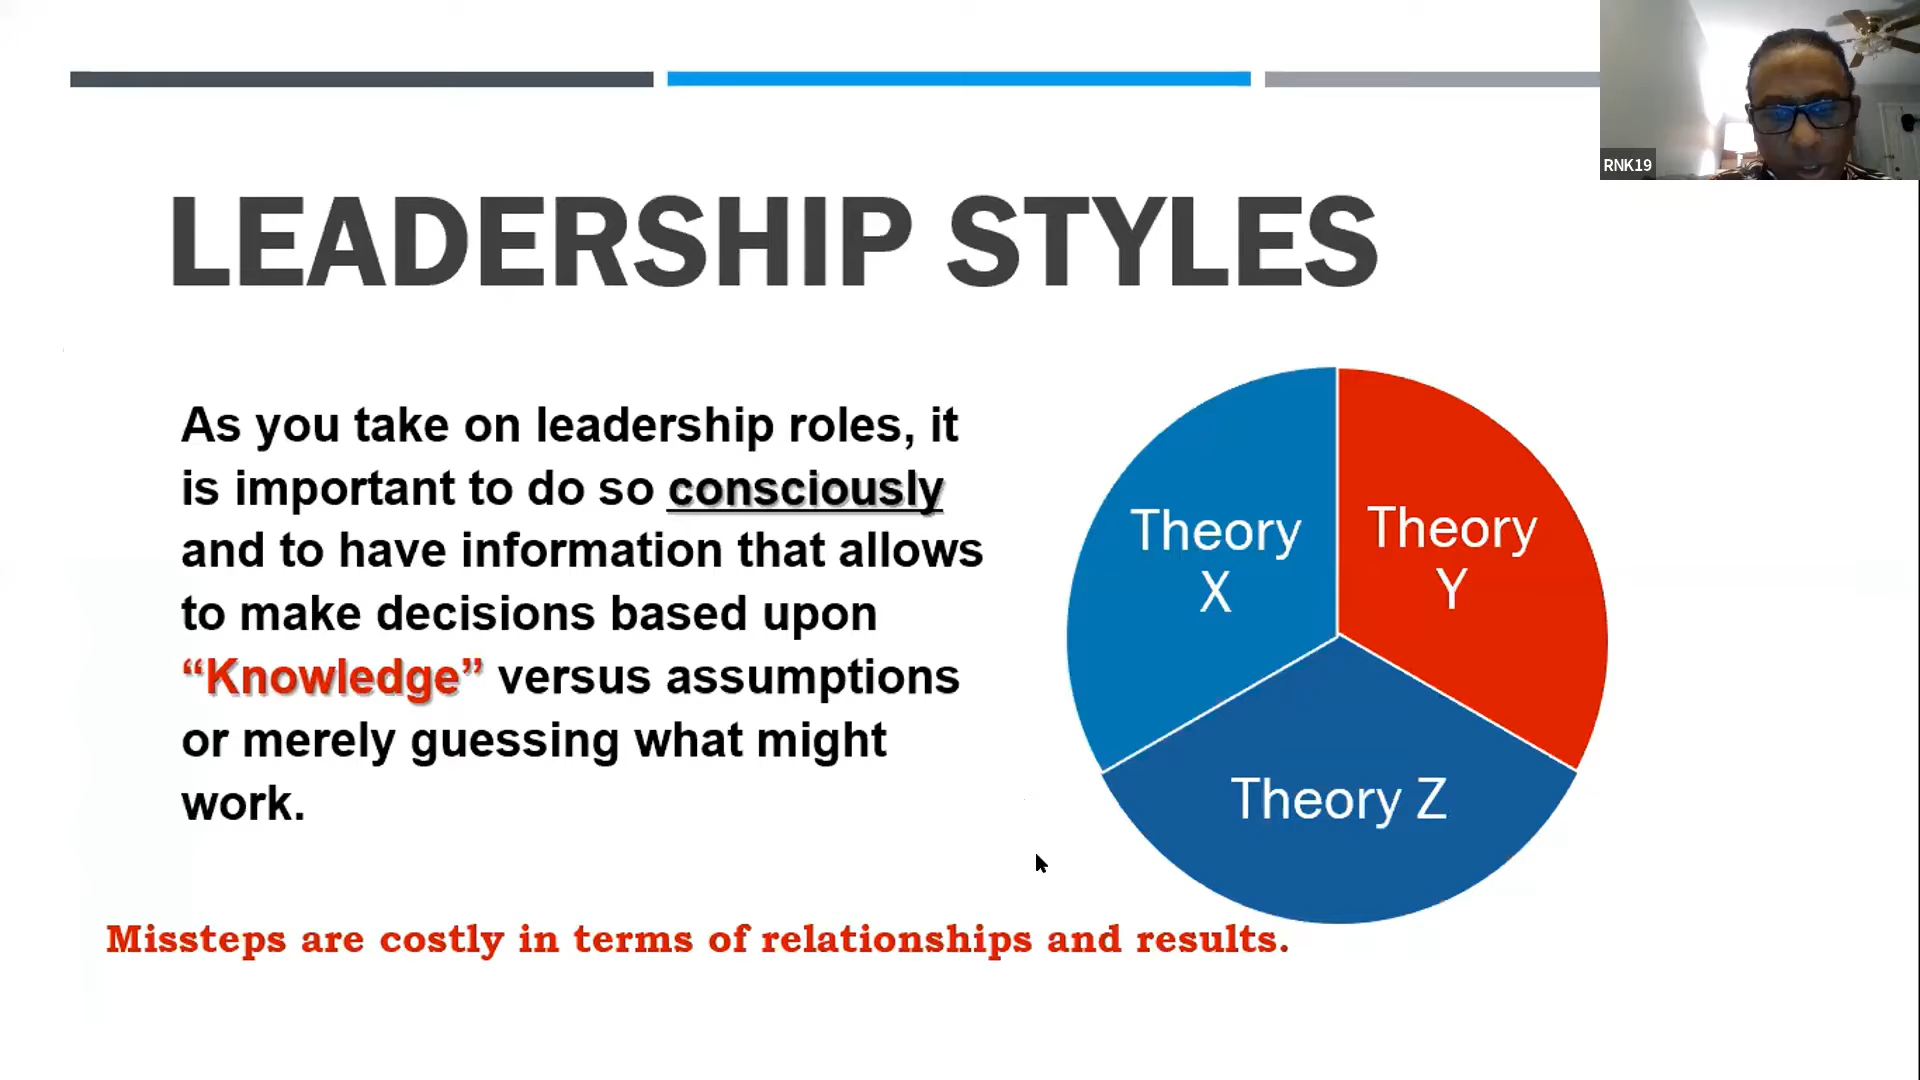 RNK19
LEADERSHIP STYLES
As you take on leadership roles, it
is important to do so consciously
and to have information that allows
to make decisions based upon
“Knowledge” versus assumptions
or merely guessing what might
work.
Theory
X
Theory
Y
Theory Z
Missteps are costly in terms of relationships and results.